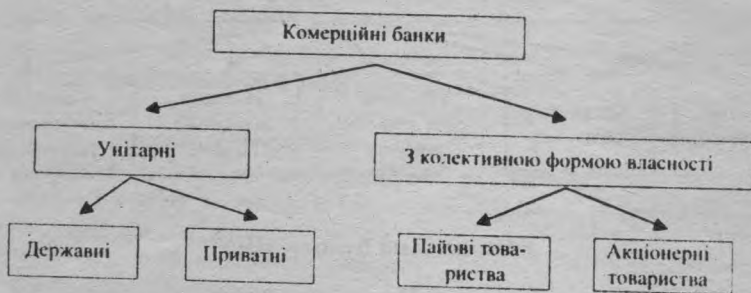 Комерційні банки
Унітарні
З колективною формою власності
Державні
Приватні
Пайові това-
риства
Акціонерні
товариства